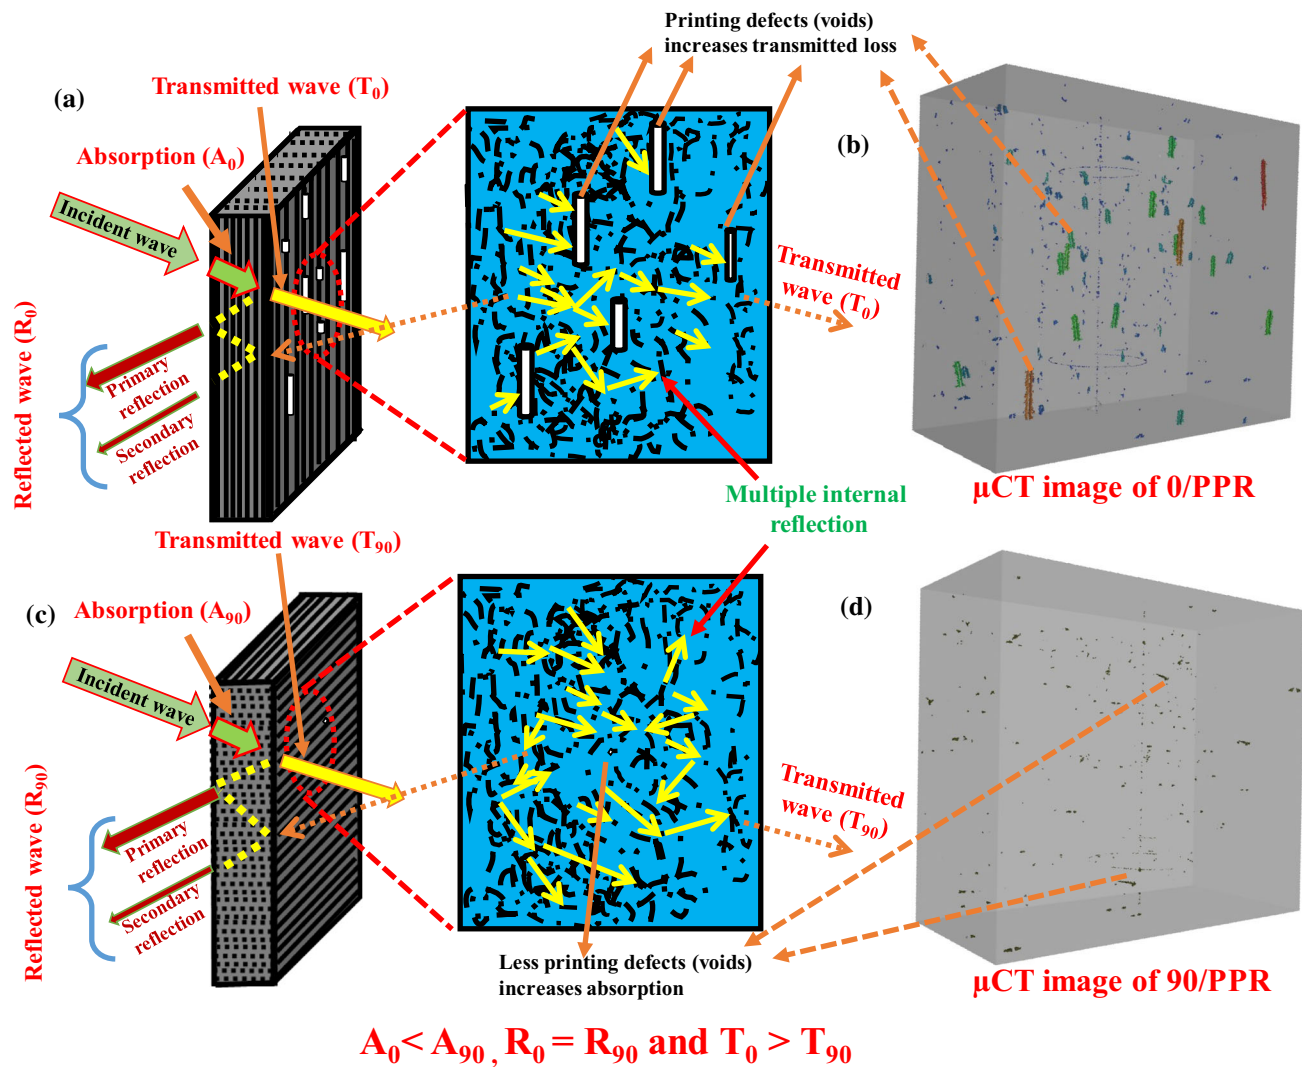 Printing defects (voids)
increases transmitted loss
(a)
Transmitted wave (T0)
Absorption (A0)
Incident wave
Reflected wave (R0)
Primary
reflection
Secondary
reflection
Transmitted
wave (T0)
(b)
μCT image of 0/PPR
Multiple internal
reflection
Transmitted wave (T90)
(c)
Absorption (A90)
Incident wave
Reflected wave (R90)
Primary
reflection
Secondary
reflection
Transmitted
wave (T90)
(d)
Less printing defects (voids)
increases absorption
μCT image of 90/PPR
A0< A90 , R0 = R90 and T0 > T90